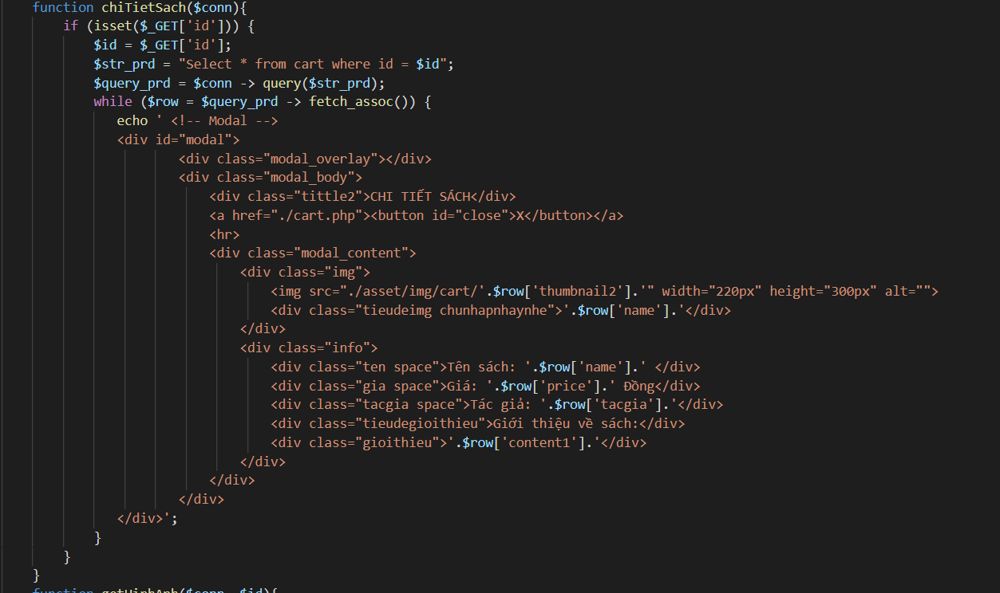 function chiTietSach($conn){
if (isset($_GET['id'])) {
$id = $_GET['id'];
$str_prd = "Select * from cart where id = $id";
$query_prd = $conn -> query($str_prd);
while ($row = $query_prd -> fetch_assoc()) {
echo ' <!-- Modal -->
<div id="modal">
<div class="modal_overlay"></div>
<div class="modal_body">
<div class="tittle2">CHI TIẾT SÁCH</div>
<a href="./cart.php"><button id="close">X</button></a>
<hr>
<div class="modal_content">
<div class="img">
<img src="./asset/img/cart/'.$row['thumbnail2'].'" width="220px" height="300px" alt="">
<div class="tieudeimg chunhapnhaynhe">'.$row['name'].'</div>
</div>
<div class="info">
<div class="ten space">Tên sách: '.$row['name'].' </div>
<div class="gia space">Giá: '.$row['price'].' Đồng</div>
<div class="tacgia space">Tác giả: '.$row['tacgia'].'</div>
<div class="tieudegioithieu">Giới thiệu về sách:</div>
<div class="gioithieu">'.$row['content1'].'</div>
</div>
</div>
</div>
</div>';
}
}
}
function getHinhAnh($conn, $id){